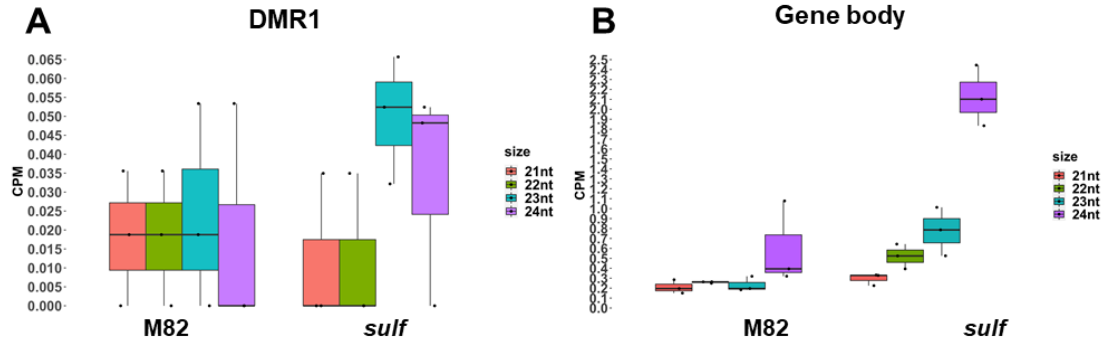 A
DMR1
0.065
0.060
0.055
0.050
0.045
0.040
0.035
0.030
0.025
0.020
0.015
0.010
0.005
0.000
CPM
size
21nt
22nt
23nt
24nt
M82
sulf
B
Gene body
2.5
2.4
2.3
2.2
2.1
2.0
1.9
1.8
1.7
1.6
1.5
1.4
1.3
1.2
1.1
1.0
0.9
0.8
0.7
0.6
0.5
0.4
0.3
0.2
0.1
0.0
CPM
size
21nt
22nt
23nt
24nt
M82
sulf